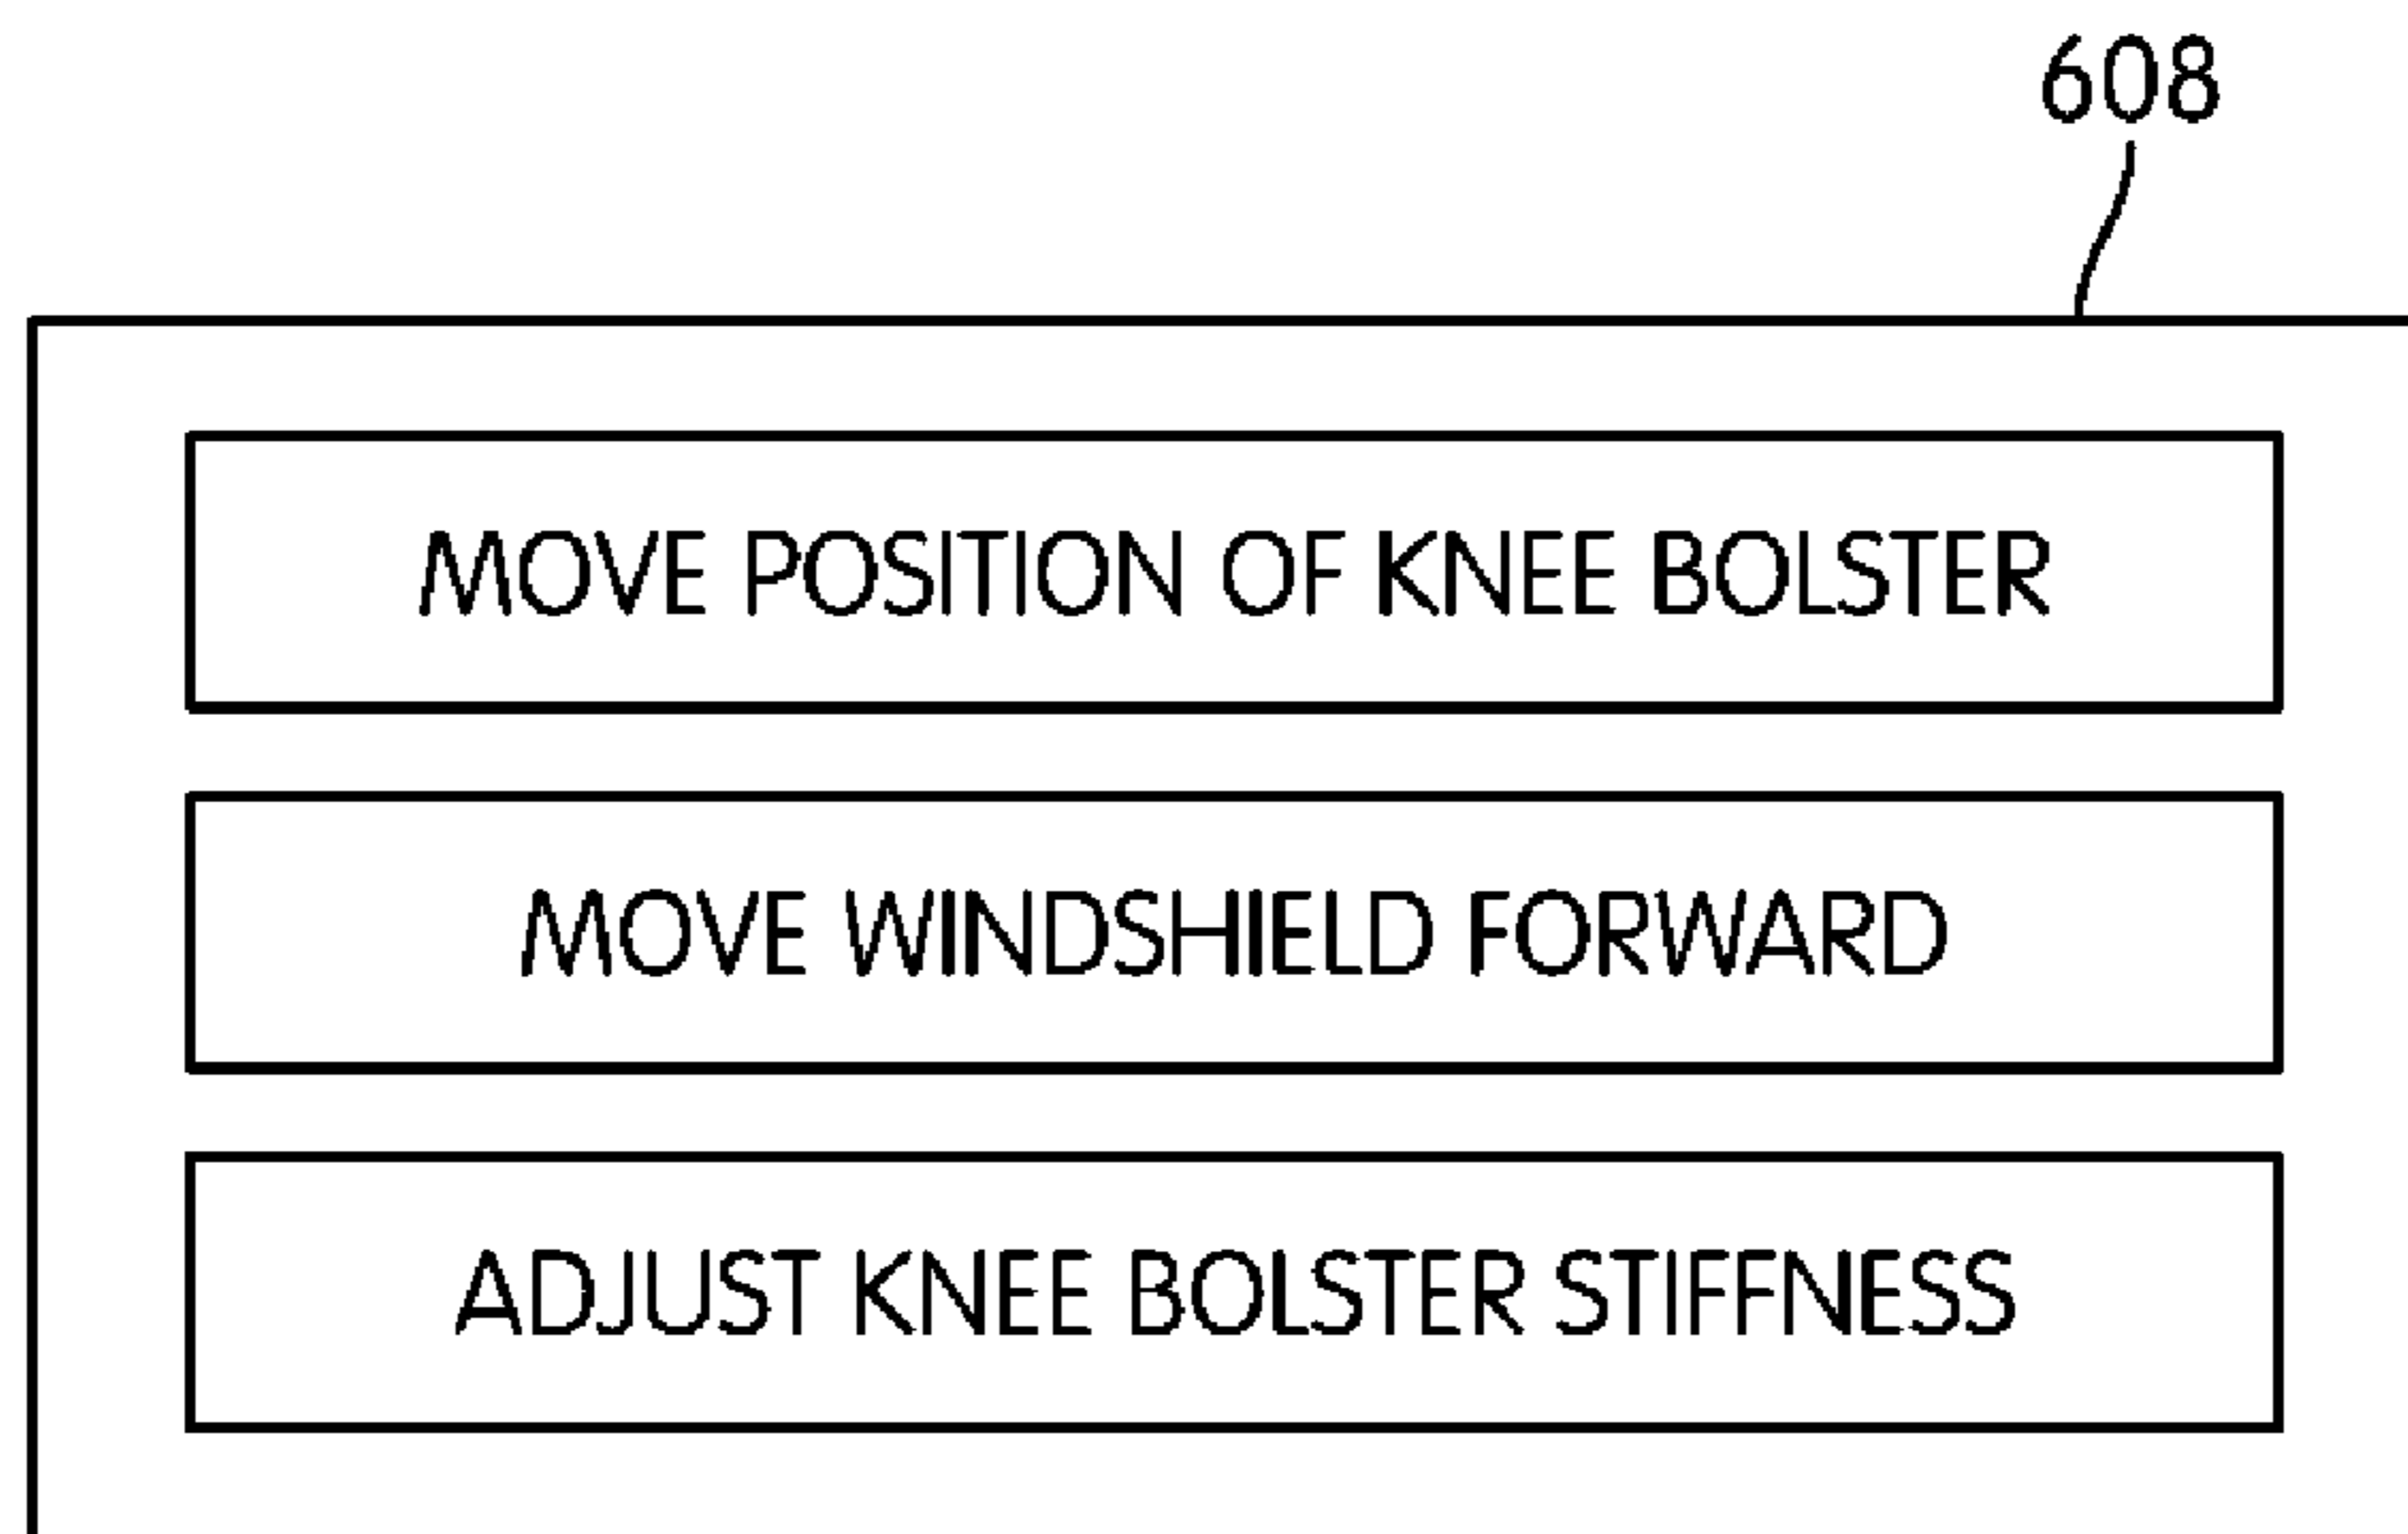 608
MOVE POSITION OF KNEE BOLSTER
MOVE WINDSHIELD FORWARD
ADJUST KNEE BOLSTER STIFFNESS